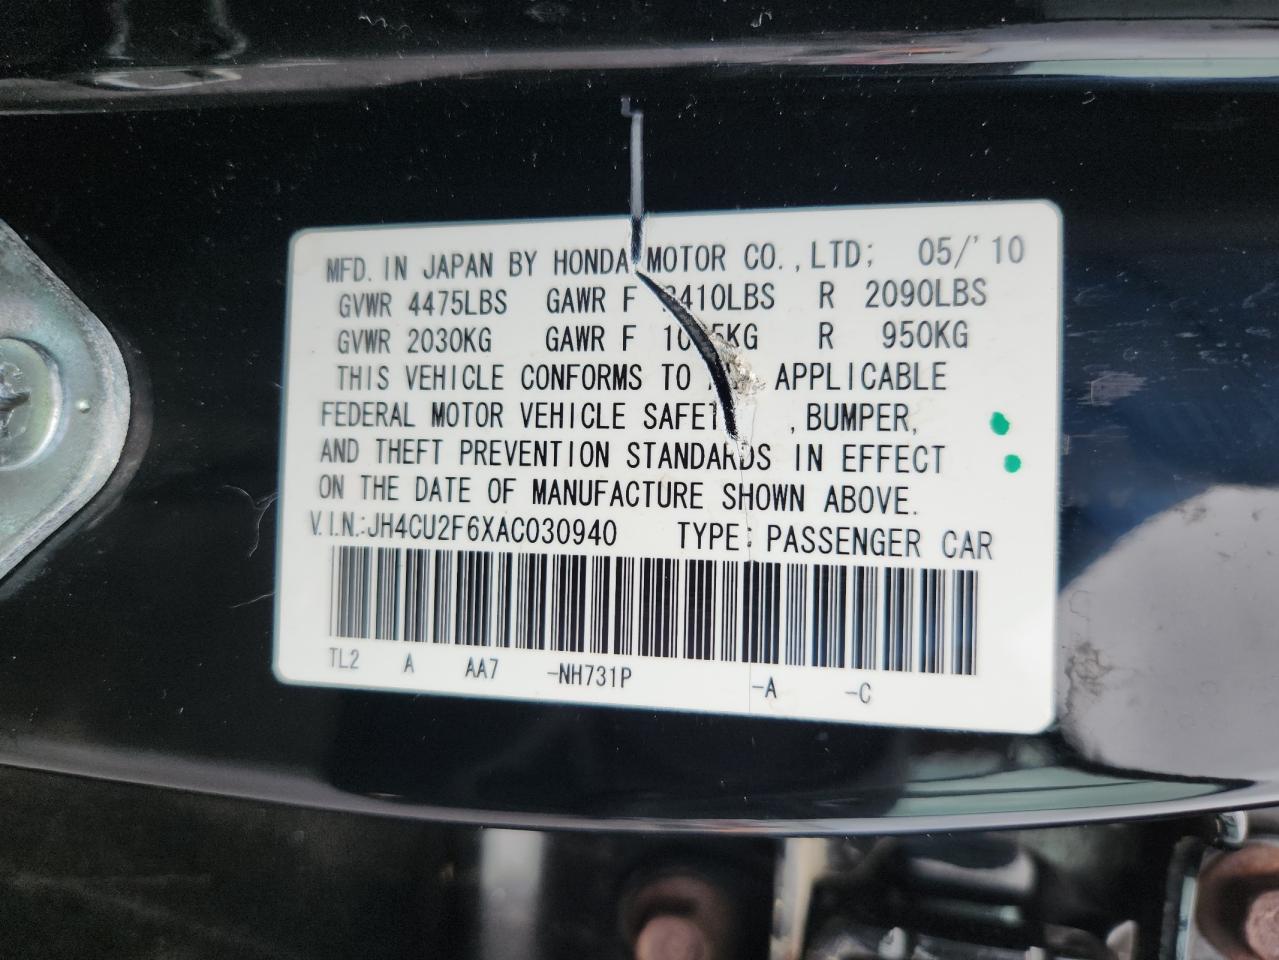 MFD. IN JAPAN BY HONDA MOTOR CO., LTD; 05/'10
GVWR 4475LBS GAWR F 3410LBS R 2090LBS
GVWR 2030KG GAWR F R 950KG
THIS VEHICLE CONFORMS TO APPLICABLE
FEDERAL MOTOR VEHICLE SAFETY, BUMPER,
AND THEFT PREVENTION STANDARDS IN EFFECT
ON THE DATE OF MANUFACTURE SHOWN ABOVE.
V.I.N.:JH4CU2F6XAC030940 TYPE: PASSENGER CAR
TL2 A AA7 -NH731P -A -C